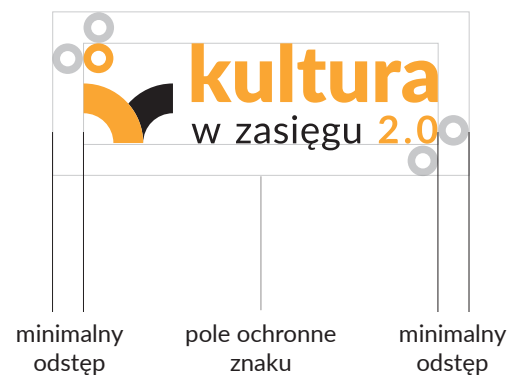 kultura
w zasięgu 2.0
minimalny
odstęp
pole ochronne
znaku
minimalny
odstęp